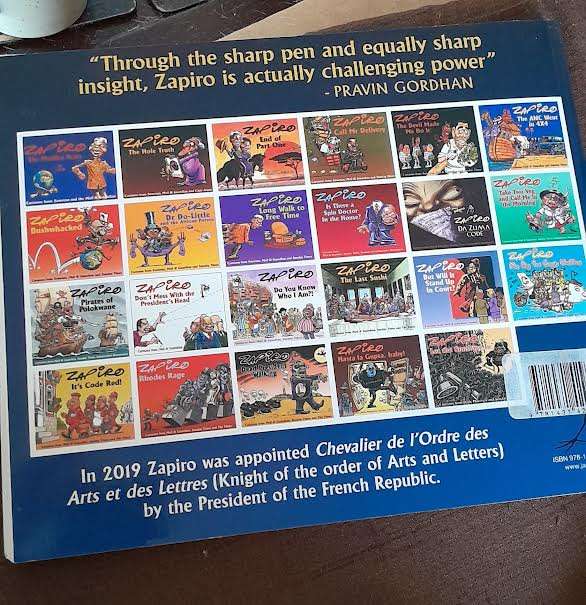 “Through the sharp pen and equally sharp
insight, Zapiro is actually challenging power”
- PRAVIN GORDHAN
ZAPIRO
ZAPIRO
The Hole Truth
ZAPIRO
End of
Part One
ZAPIRO
Call Mr Delivery
ZAPIRO
The Devil Made
Me Do It
ZAPIRO
The ANC Went
in 4X4
ZAPIRO
Bushwhacked
ZAPIRO
Dr Do-Little
and the African
ZAPIRO
Long Walk to
Free Time
ZAPIRO
Is There a
Spin Doctor
In the House?
ZAPIRO
DA ZUMA
CODE
ZAPIRO
Take Two
and Call Me in
the Morning
ZAPIRO
Pirates of
Polokwane
ZAPIRO
Don't Mess With the
President's Head
ZAPIRO
Do You Know
Who I Am?!
ZAPIRO
The Last Sushi
ZAPIRO
But Will It
Stand Up
In Court?
ZAPIRO
ZAPIRO
It's Code Red!
ZAPIRO
Rhodes Rage
ZAPIRO
ZAPIRO
Hasta la Gupta, baby!
ZAPIRO
In 2019 Zapiro was appointed Chevalier de l’Ordre des
Arts et des Lettres (Knight of the order of Arts and Letters)
by the President of the French Republic.
ISBN 978-1